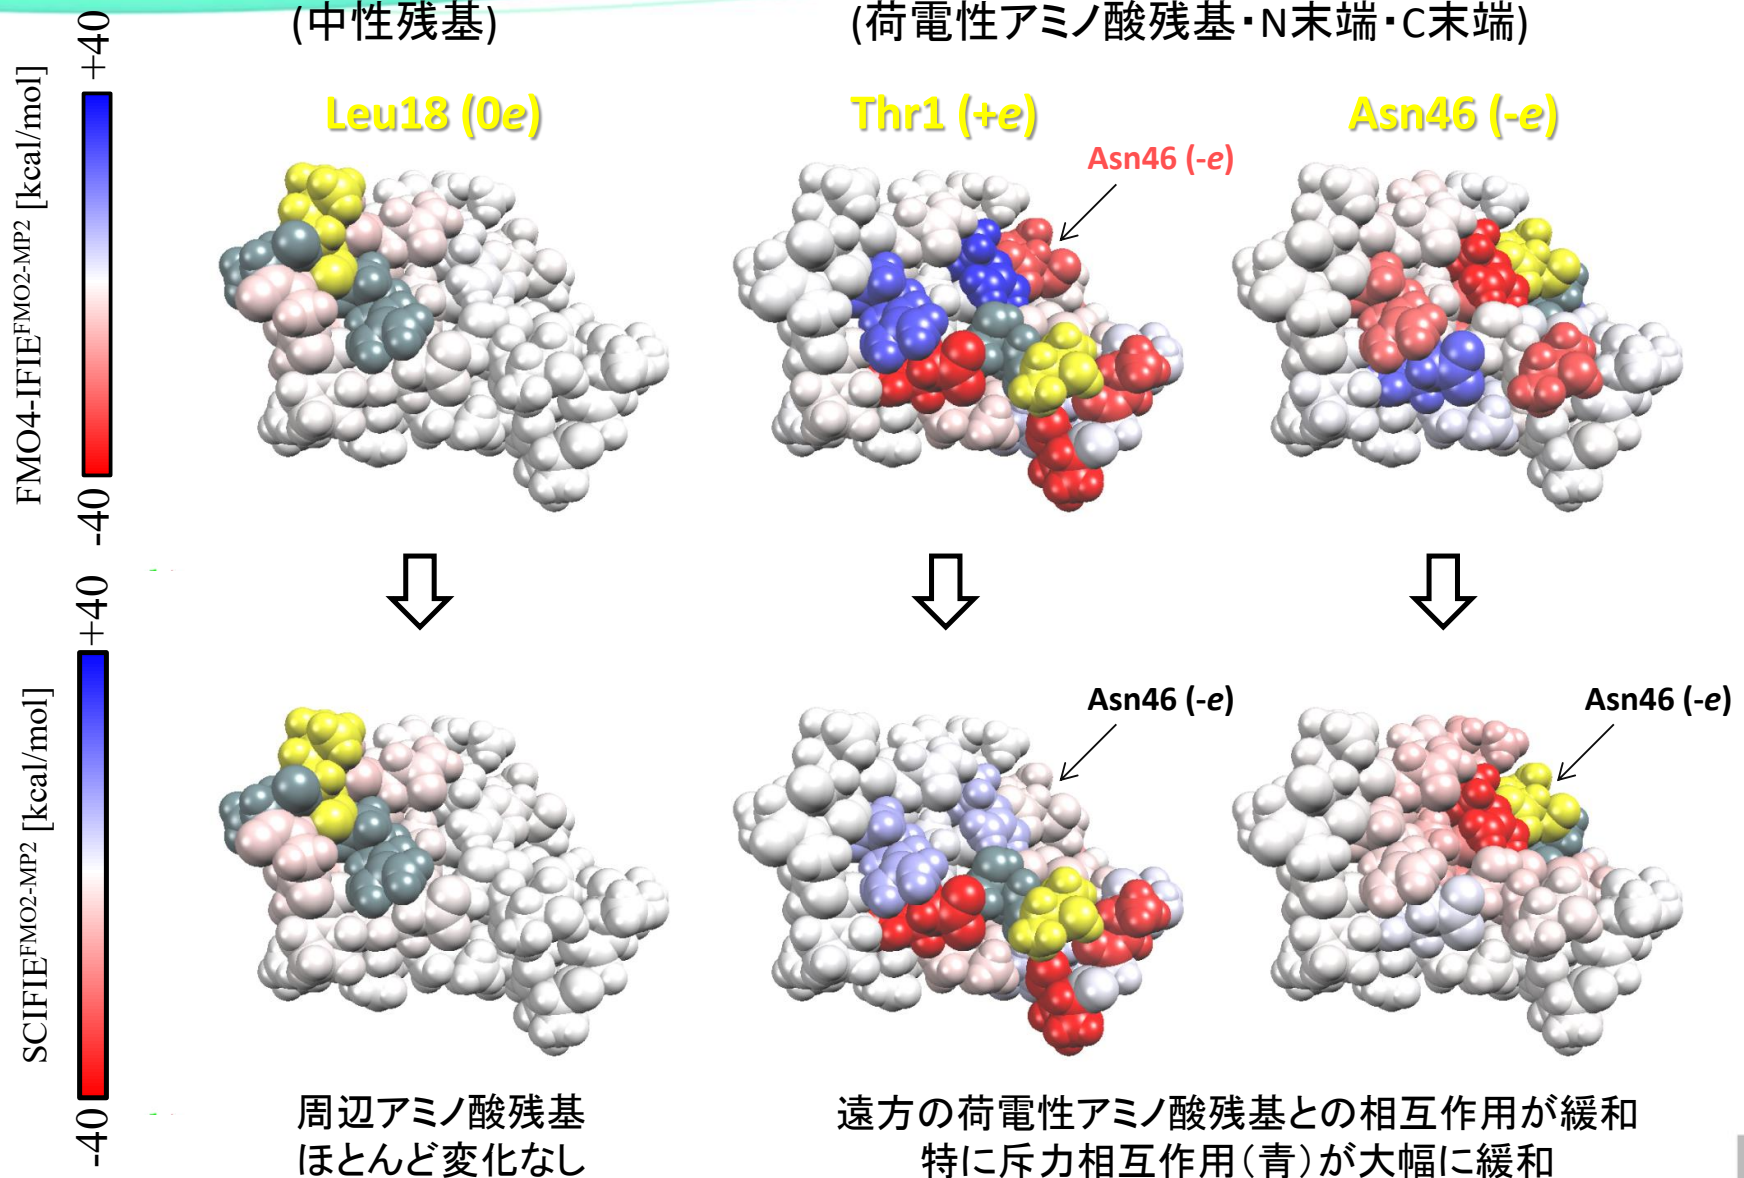 (中性残基)
(荷電性アミノ酸残基・N末端・C末端)
+40
FMO4-IFIE^FMO2-MP2 [kcal/mol]
-40
Leu18 (0e)
Thr1 (+e)
Asn46 (-e)
Asn46 (-e)
+40
SCIFIE^FMO2-MP2 [kcal/mol]
-40
Asn46 (-e)
Asn46 (-e)
周辺アミノ酸残基
ほとんど変化なし
遠方の荷電性アミノ酸残基との相互作用が緩和
特に斥力相互作用(青)が大幅に緩和